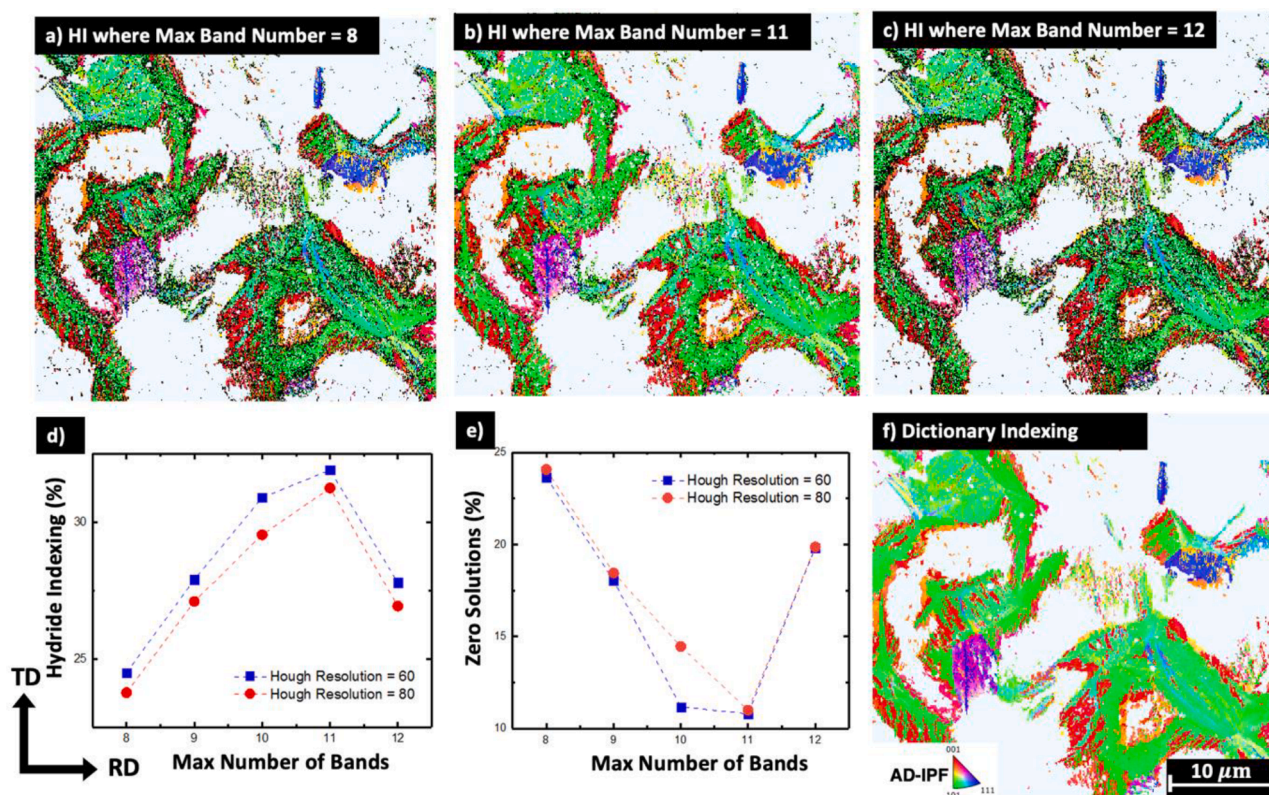 a) HI where Max Band Number = 8
b) HI where Max Band Number = 11
c) HI where Max Band Number = 12
d)
Hydride Indexing (%)
30
25
Hough Resolution = 60
Hough Resolution = 80
8 9 10 11 12
Max Number of Bands
TD
RD
e)
Zero Solutions (%)
25
20
15
10
Hough Resolution = 60
Hough Resolution = 80
8 9 10 11 12
Max Number of Bands
f) Dictionary Indexing
AD-IPF
001
101
111
10 μm